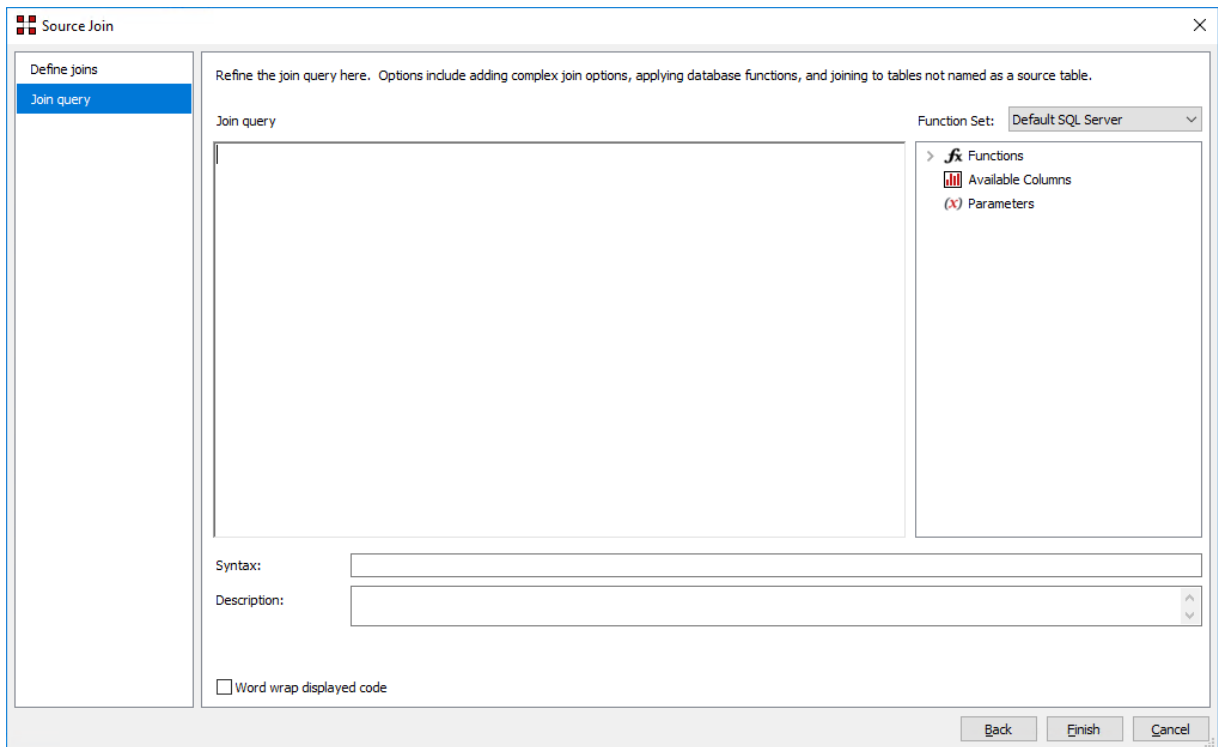 Source Join
Define joins
Join query
Refine the join query here.  Options include adding complex join options, applying database functions, and joining to tables not named as a source table.
Join query
Function Set: Default SQL Server
fx Functions
Available Columns
(x) Parameters
Syntax:
Description:
Word wrap displayed code
Back Finish Cancel